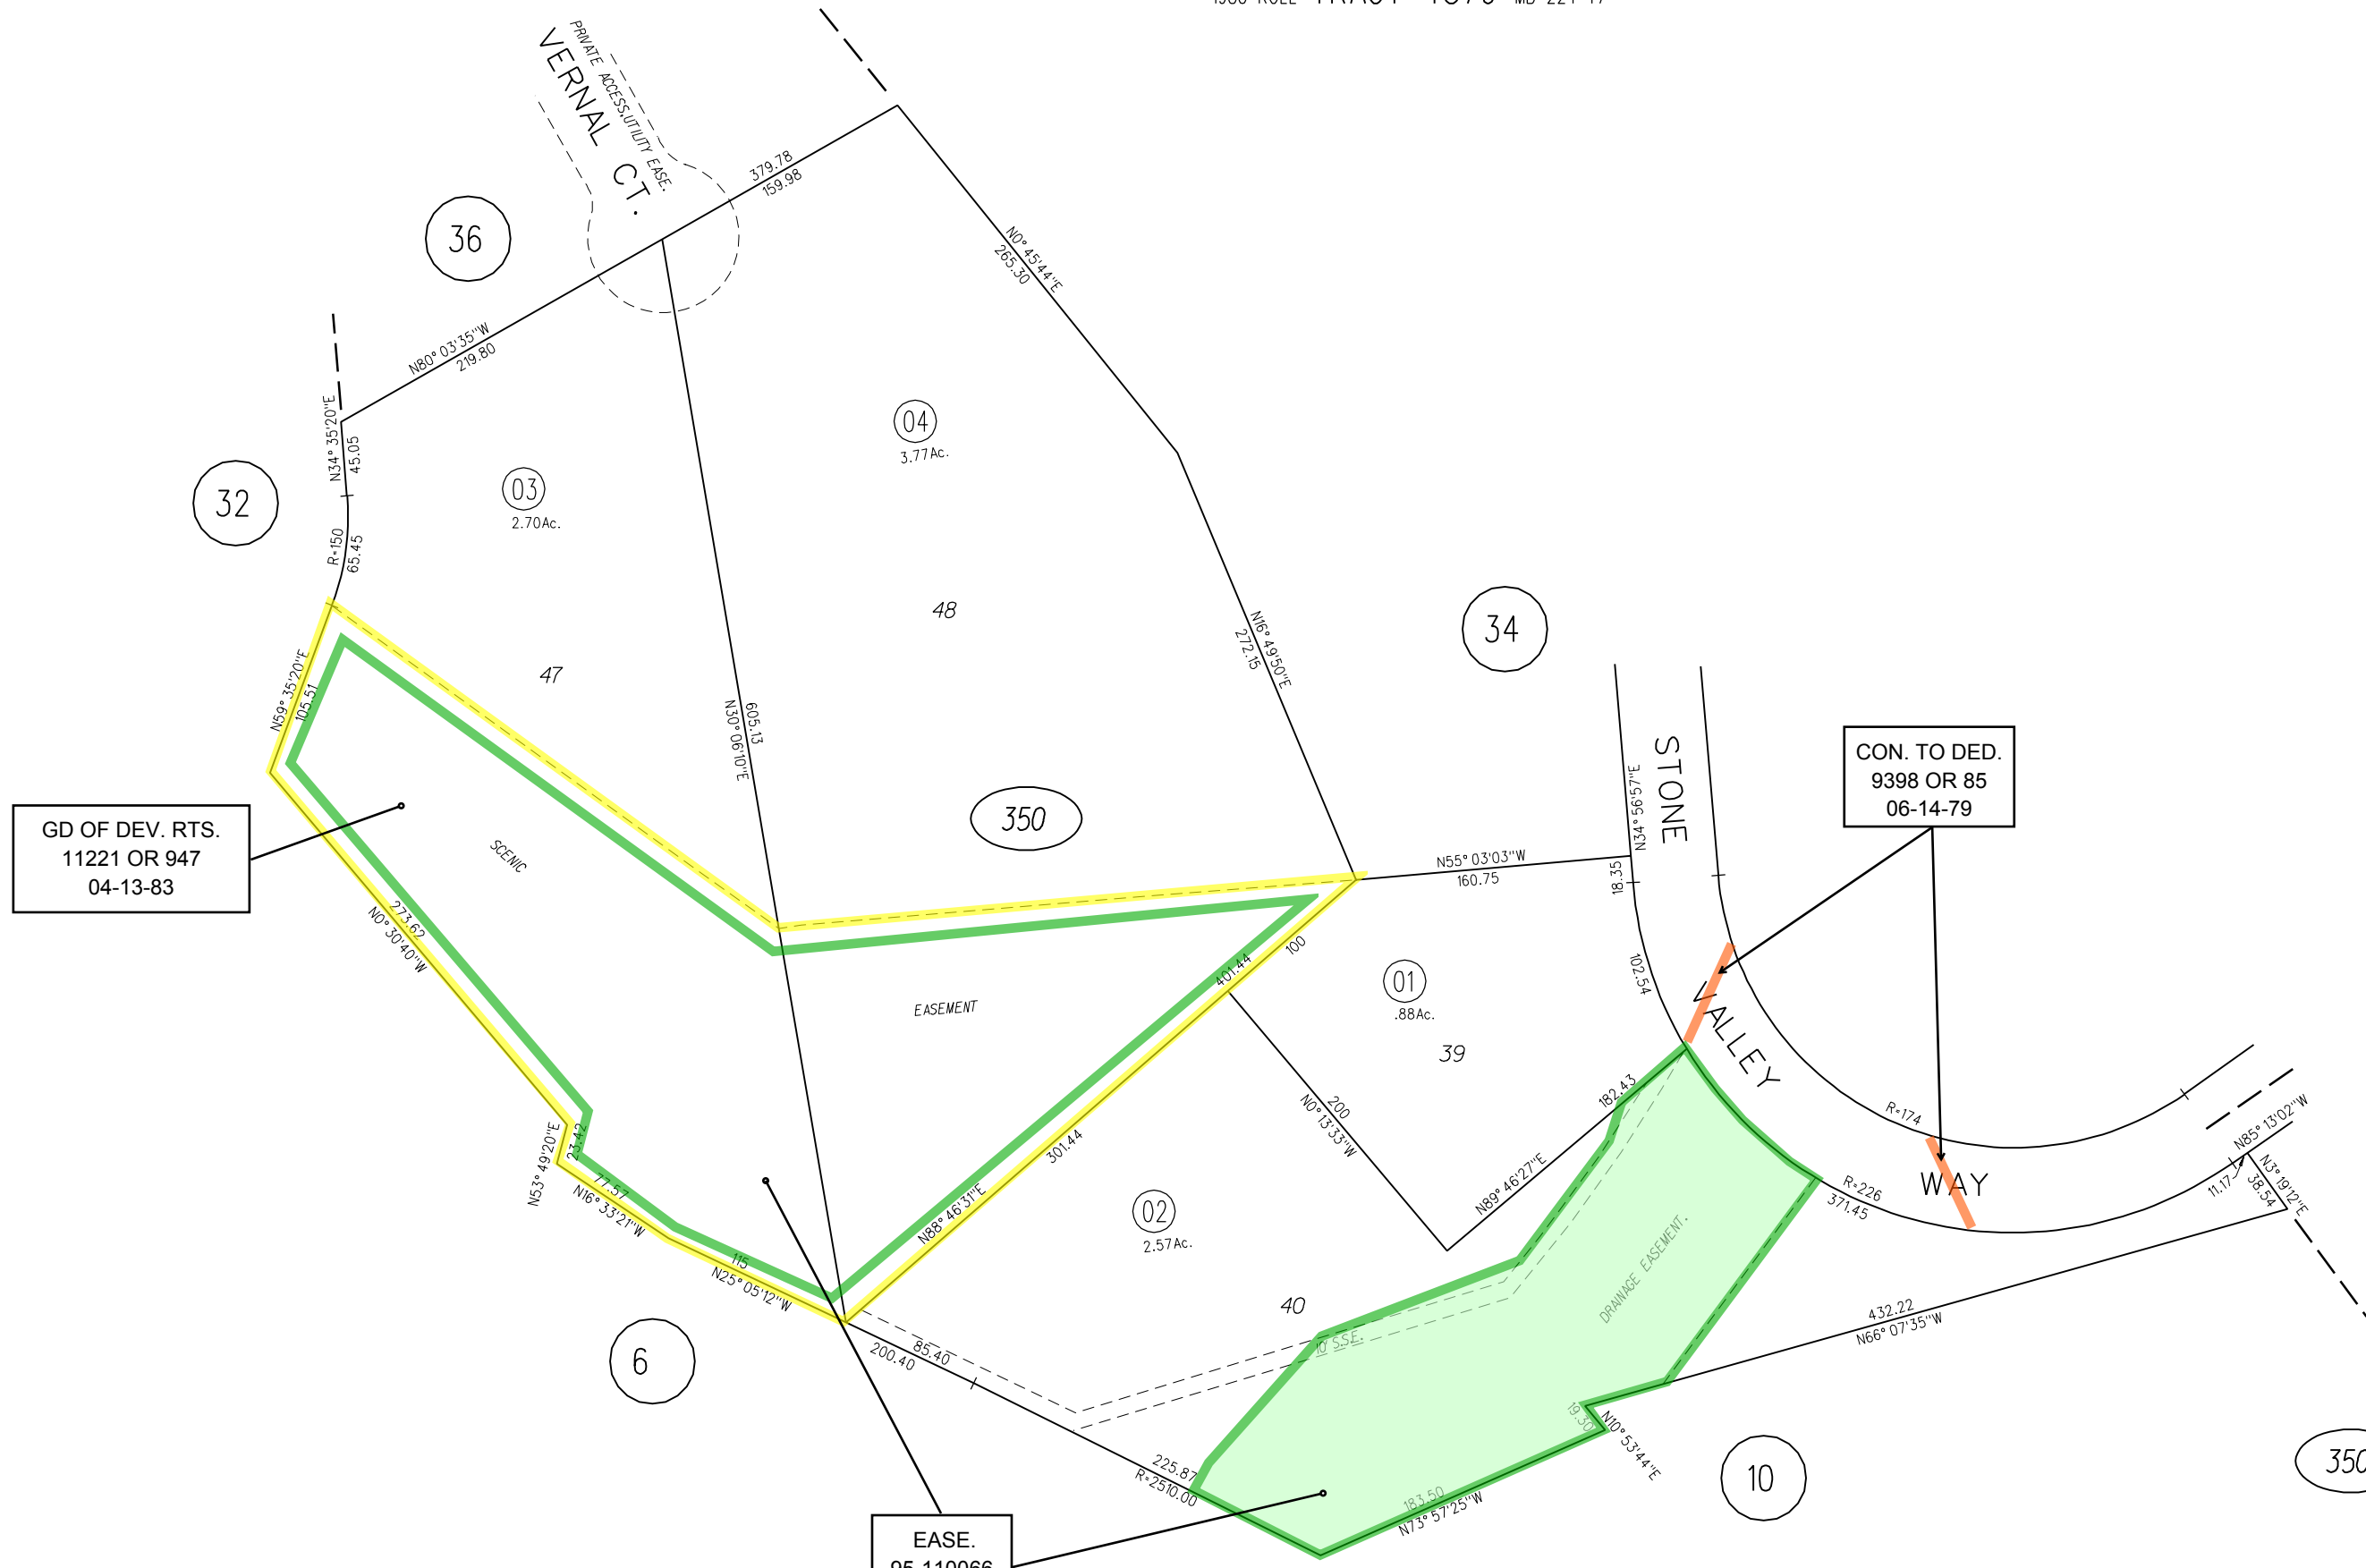 VERNAL CT.
PRIVATE ACCESS,UTILITY EASE.
379.78
159.98
36
N80° 03'35"W
219.80
N0° 45'44"E
265.30
N34° 35'20"E
45.05
04
3.77Ac.
03
2.70Ac.
32
R=150
65.45
48
47
N16° 49'50"E
272.15
34
N59° 35'20"E
105.51
605.13
N30° 06'10"E
350
STONE
VALLEY
WAY
CON. TO DED.
9398 OR 85
06-14-79
GD OF DEV. RTS.
11221 OR 947
04-13-83
SCENIC
EASEMENT
N34° 56'57"E
18.35
N55° 03'03"W
160.75
273.62
N0° 30'40"W
401.44
100
01
.88Ac.
39
102.54
182.43
200
N0° 13'33"W
301.44
R=174
N85° 13'02"W
N3° 19'12"E
38.54
11.17
N53° 49'20"E
23.42
77.57
N16° 33'21"W
N88° 46'31"E
02
2.57Ac.
N89° 46'27"E
R=226
371.45
115
N25° 05'12"W
DRAINAGE EASEMENT.
40
10' S.S.E.
432.22
N66° 07'35"W
6
85.40
200.40
19.30
N10° 53'44"E
225.87
R=2510.00
183.50
N73° 57'25"W
10
350
EASE.